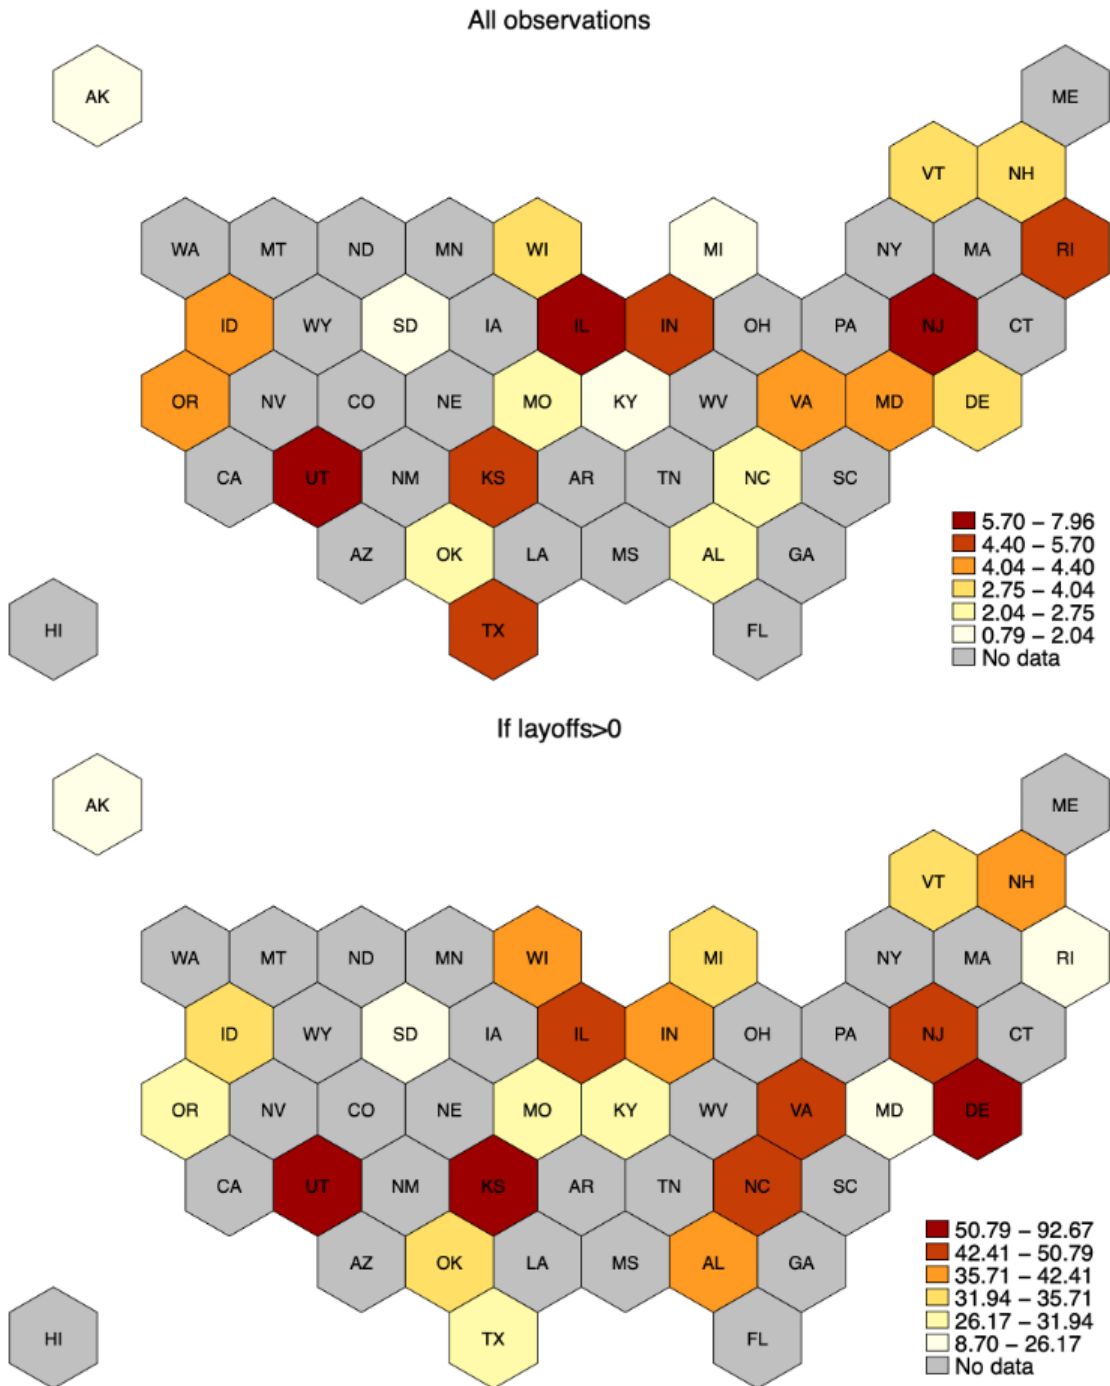 All observations
AK
ME
VT NH
WA MT ND MN WI MI NY MA RI
ID WY SD IA IL IN OH PA NJ CT
OR NV CO NE MO KY WV VA MD DE
CA UT NM KS AR TN NC SC
AZ OK LA MS AL GA
HI TX FL
5.70 – 7.96
4.40 – 5.70
4.04 – 4.40
2.75 – 4.04
2.04 – 2.75
0.79 – 2.04
No data
If layoffs>0
AK
ME
VT NH
WA MT ND MN WI MI NY MA RI
ID WY SD IA IL IN OH PA NJ CT
OR NV CO NE MO KY WV VA MD DE
CA UT NM KS AR TN NC SC
AZ OK LA MS AL GA
HI TX FL
50.79 – 92.67
42.41 – 50.79
35.71 – 42.41
31.94 – 35.71
26.17 – 31.94
8.70 – 26.17
No data